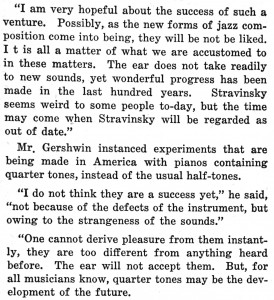 "I am very hopeful about the success of such a
venture. Possibly, as the new forms of jazz com-
position come into being, they will be not be liked.
I t is all a matter of what we are accustomed to
in these matters. The ear does not take readily
to new sounds, yet wonderful progress has been
made in the last hundred years. Stravinsky
seems weird to some people to-day, but the time
may come when Stravinsky will be regarded as
out of date."
Mr. Gershwin instanced experiments that are
being made in America with pianos containing
quarter tones, instead of the usual half-tones.
"I do not think they are a success yet," he said,
"not because of the defects of the instrument, but
owing to the strangeness of the sounds."
"One cannot derive pleasure from them instant-
ly, they are too different from anything heard
before. The ear will not accept them. But, for
all musicians know, quarter tones may be the dev-
elopment of the future.